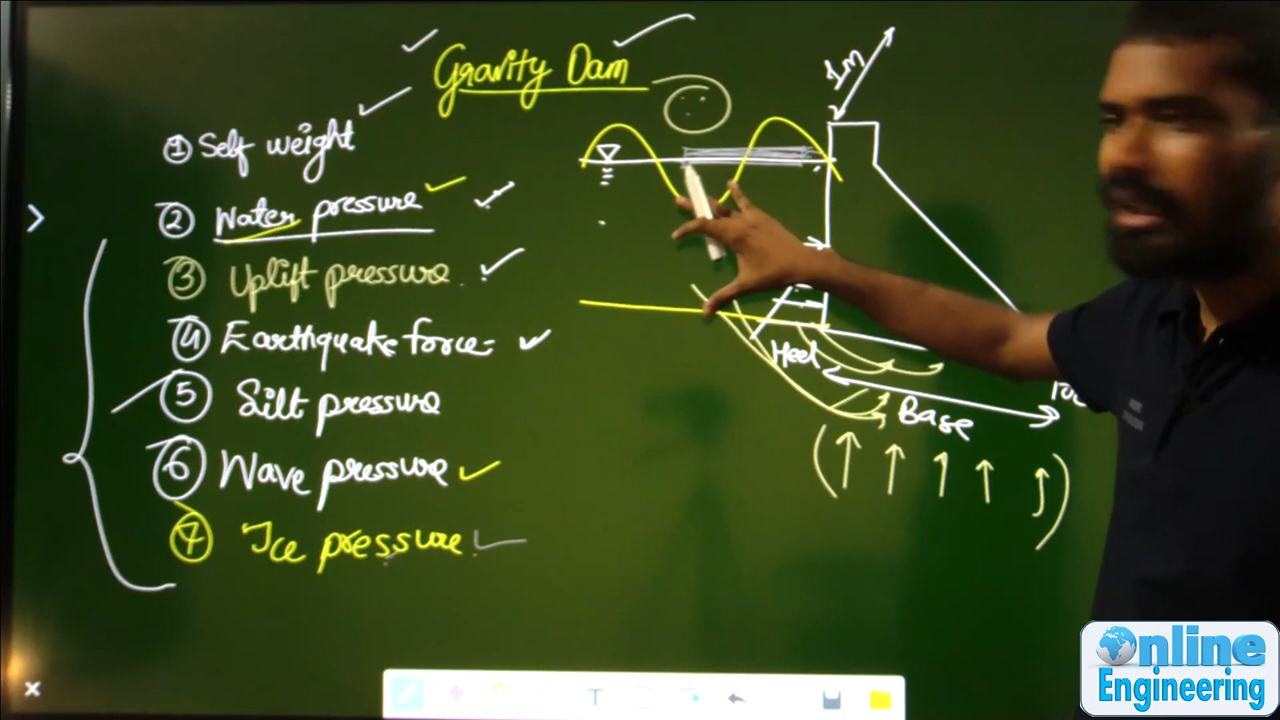 Gravity Dam
① Self weight
② Water pressure
③ Uplift pressure
④ Earthquake force
⑤ Silt pressure
⑥ Wave pressure
⑦ Ice pressure
1m
Heel
Base
T
Online
Engineering